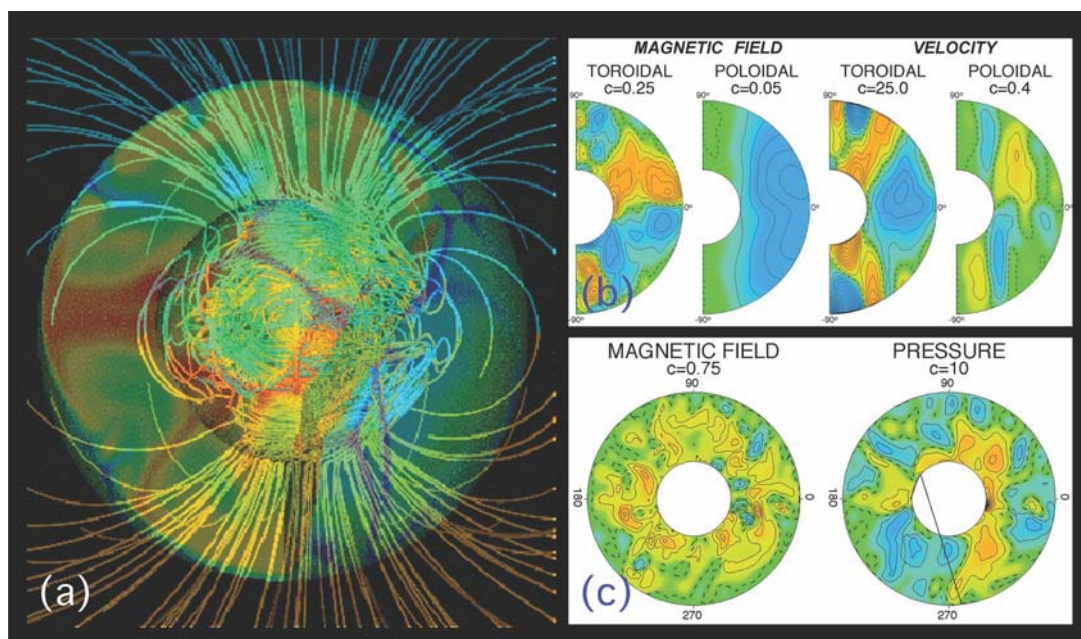 (a)
MAGNETIC FIELD VELOCITY
TOROIDAL POLOIDAL TOROIDAL POLOIDAL
c=0.25 c=0.05 c=25.0 c=0.4
90° 90° 90° 90°
0° 0° 0° 0°
-90° -90° -90° -90°
(b)
MAGNETIC FIELD PRESSURE
c=0.75 c=10
90 90
180 0 180 0
270 270
(c)